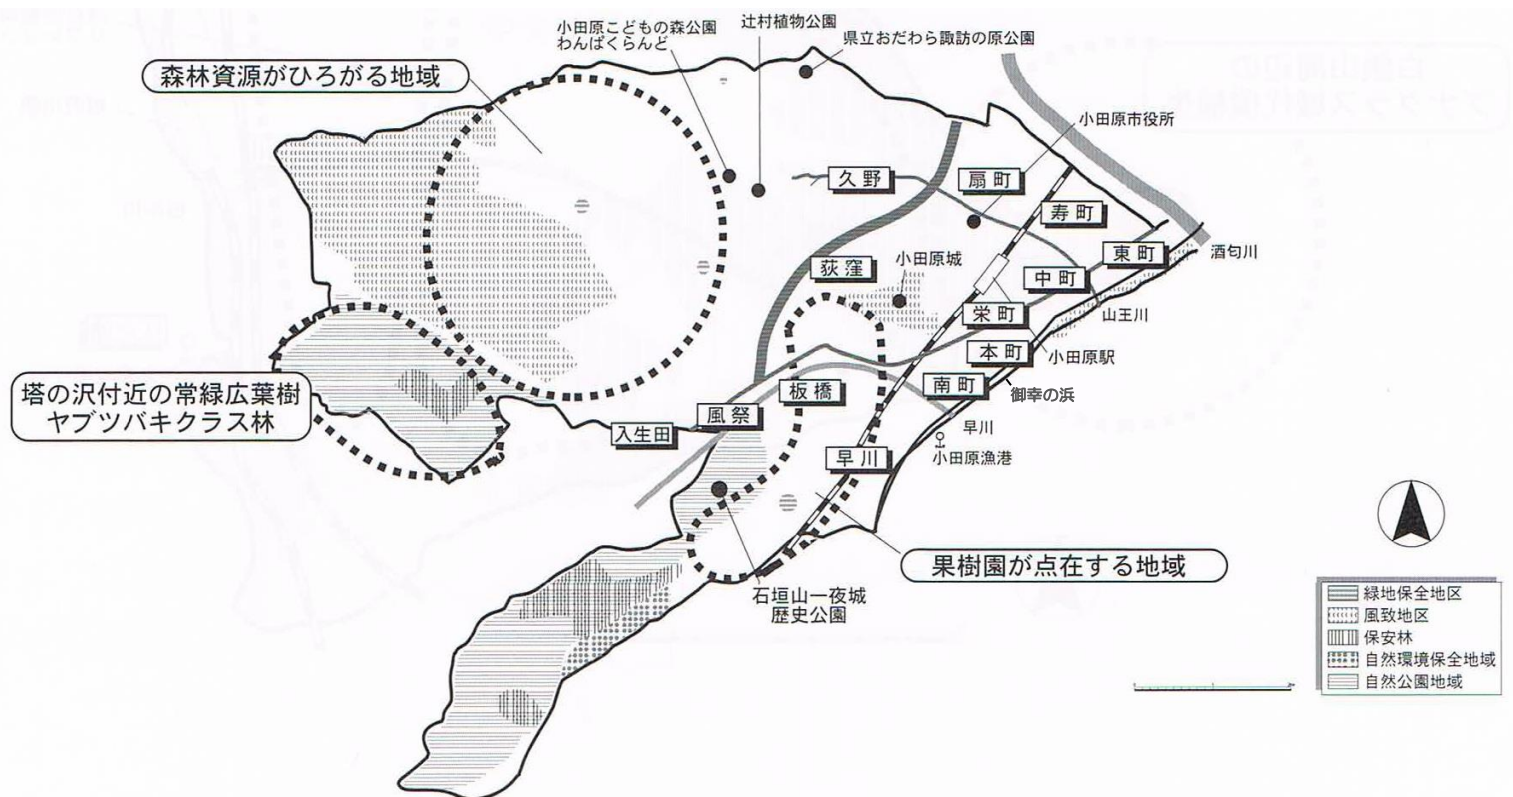 辻村植物公園
小田原こどもの森公園
わんぱくらんど
県立おだわら諏訪の原公園
森林資源がひろがる地域
小田原市役所
久野
扇町
寿町
東町
酒匂川
小田原城
荻窪
中町
栄町
山王川
本町
小田原駅
塔の沢付近の常緑広葉樹
ヤブツバキクラス林
板橋
南町
御幸の浜
風祭
入生田
早川
小田原漁港
早川
果樹園が点在する地域
石垣山一夜城
歴史公園
緑地保全地区
風致地区
保安林
自然環境保全地域
自然公園地域